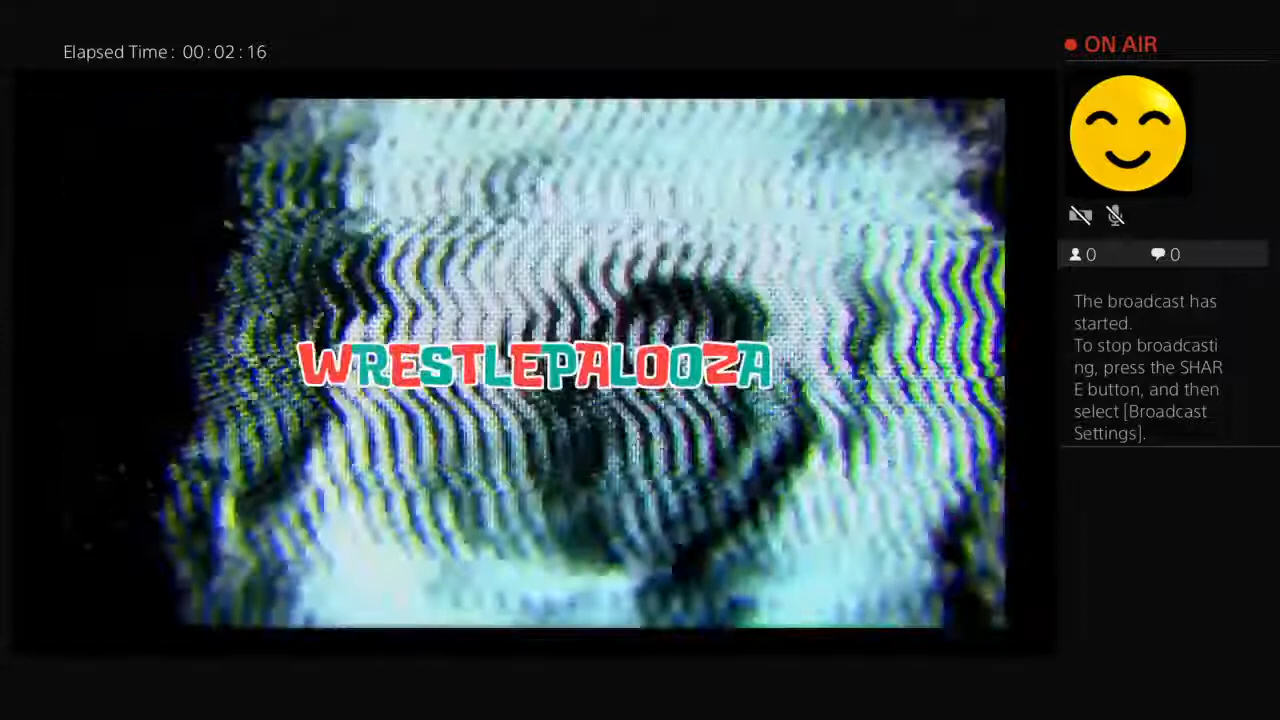 Elapsed Time: 00:02:16
ON AIR
0 0
WRESTLEPALOOZA
The broadcast has
started.
To stop broadcasti
ng, press the SHAR
E button, and then
select [Broadcast
Settings].